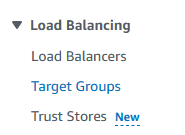 Load Balancing
Load Balancers
Target Groups
Trust Stores New